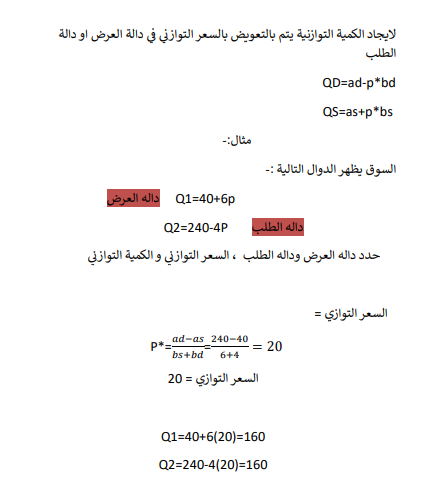 لايجاد الكمية التوازنية يتم بالتعويض بالسعر التوازني في دالة العرض او دالة
الطلب
QD=ad-p*bd
QS=as+p*bs
مثال:-
السوق يظهر الدوال التالية :-
Q1=40+6p داله العرض
Q2=240-4P داله الطلب
حدد داله العرض وداله الطلب ، السعر التوازني و الكمية التوازني
السعر التوازي =
P*=\frac{ad−as}{bs+bd}=\frac{240−40}{6+4} = 20
السعر التوازي = 20
Q1=40+6(20)=160
Q2=240-4(20)=160